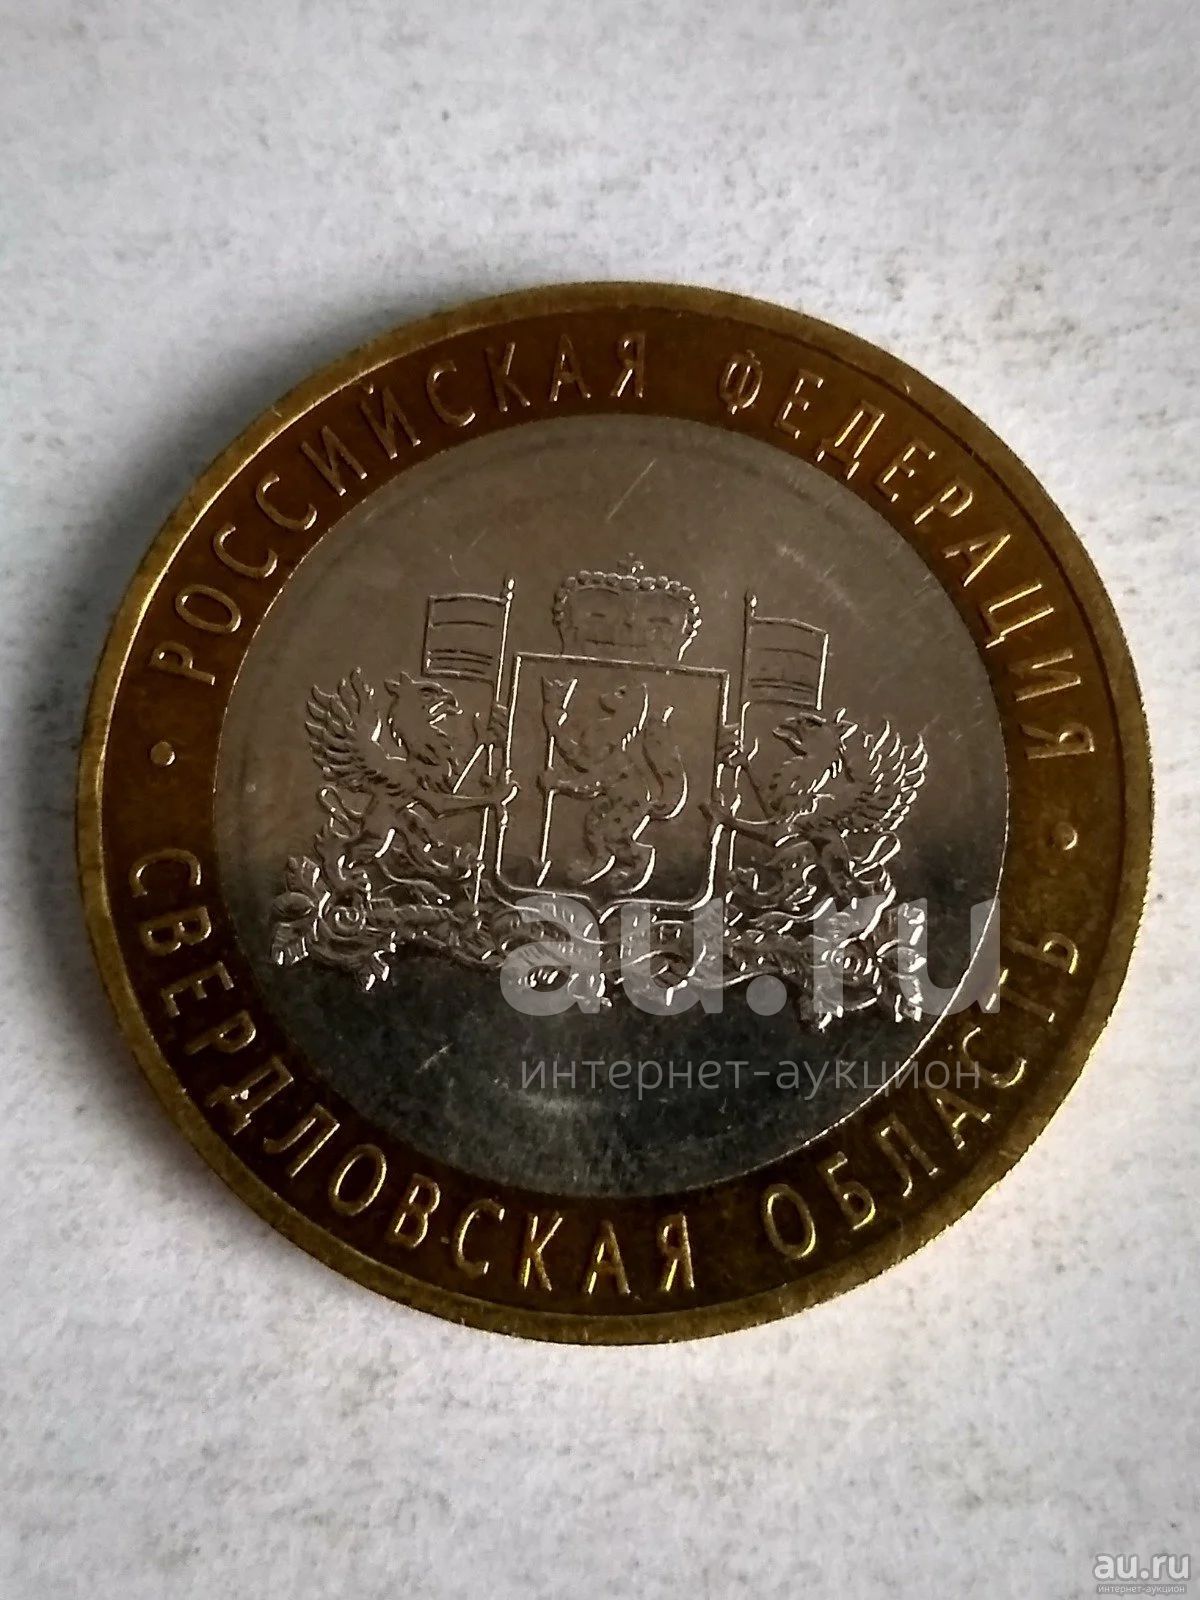 РОССИЙСКАЯ ФЕДЕРАЦИЯ
СВЕРДЛОВСКАЯ ОБЛАСТЬ
au.ru
интернет-аукцион
au.ru
интернет-аукцион